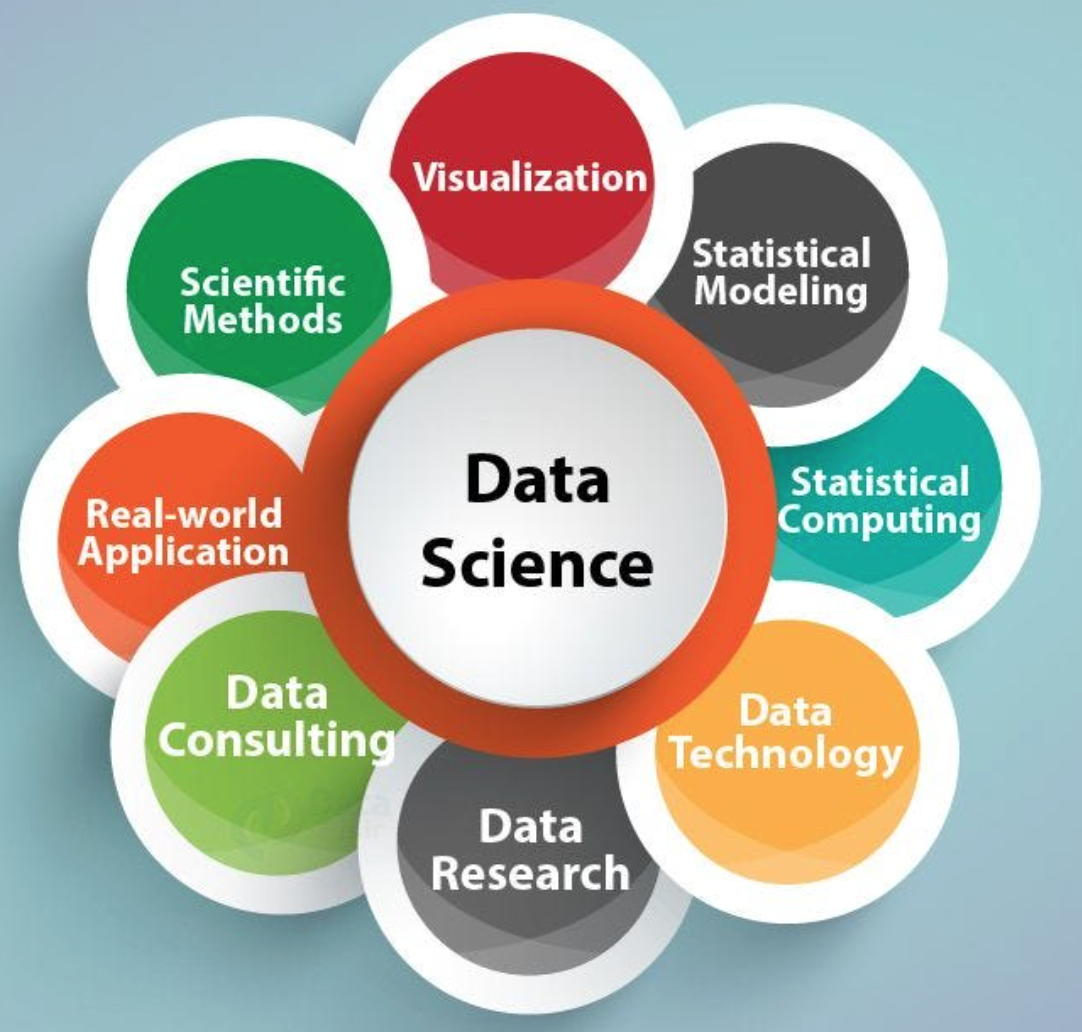 Visualization
Statistical
Modeling
Statistical
Computing
Data
Technology
Data
Research
Data
Consulting
Real-world
Application
Scientific
Methods
Data
Science